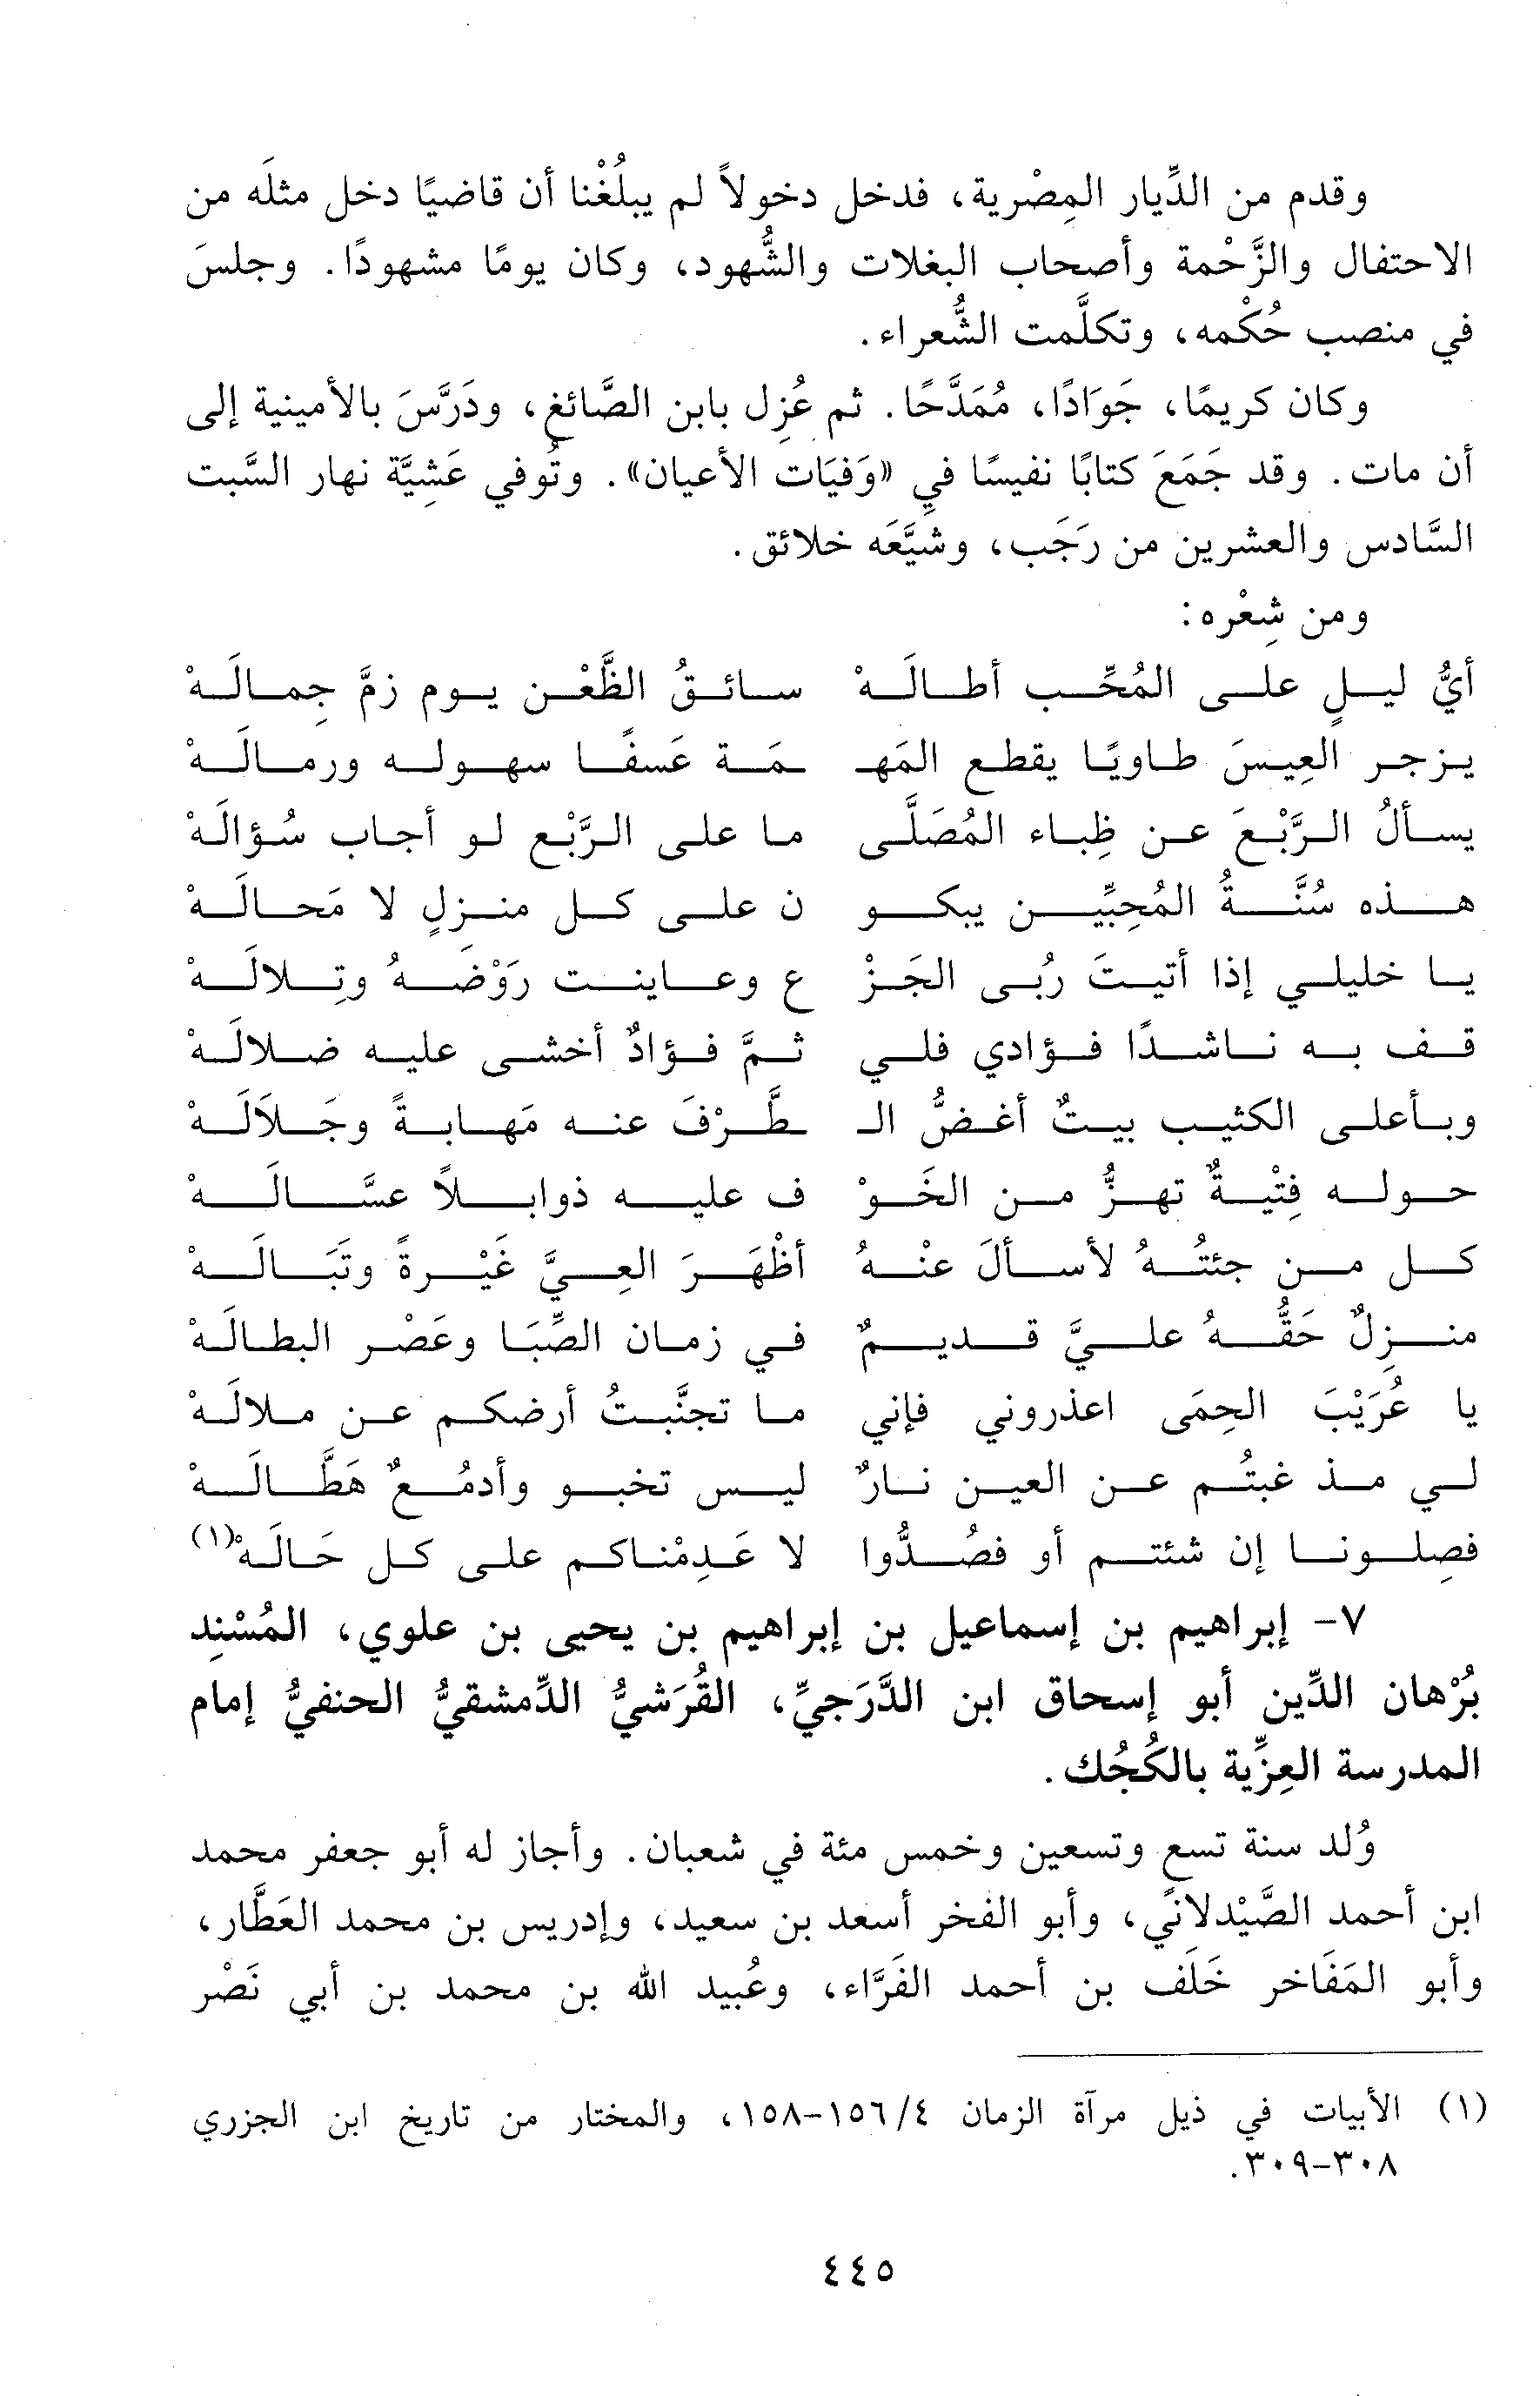 وقدم من الدِّيار المِصْرية، فدخل دخولاً لم يبلُغْنا أن قاضيًا دخل مثلَه من
الاحتفال والزَّحْمة وأصحاب البغلات والشُّهود، وكان يومًا مشهودًا. وجلسَ
في منصب حُكْمه، وتكلَّمت الشُّعراء.
وكان كريمًا، جَوَادًا، مُمَدَّحًا. ثم عُزِل بابن الصَّائغ، ودَرَّسَ بالأمينية إلى
أن مات. وقد جَمَعَ كتابًا نفيسًا في «وَفيَات الأعيان». وتُوفي عَشِيَّة نهار السَّبت
السَّادس والعشرين من رَجَب، وشيَّعَه خلائق.
ومن شِعْره:
أيُّ ليلٍ على المُحِّب أطالَهْ سائقُ الظَّعْن يوم زمَّ جِمالَهْ
يزجر العِيسَ طاويًا يقطع المَهـ ـمَة عَسفًا سهوله ورمالَهْ
يسألُ الرَّبْعَ عن ظِباء المُصَلَّى ما على الرَّبْع لو أجاب سُؤالَهْ
هذه سُنَّةُ المُحِبِّين يبكو ن على كل منزلٍ لا مَحالَهْ
يا خليلي إذا أتيتَ رُبى الجَزْ ع وعاينت رَوْضَهُ وتِلالَهْ
قف به ناشدًا فؤادي فلي ثمَّ فؤادٌ أخشى عليه ضلالَهْ
وبأعلى الكثيب بيتٌ أغضُّ الـ ـطَّرْفَ عنه مَهابةً وجَلاَلَهْ
حوله فِتْيةٌ تهزُّ من الخَوْ ف عليه ذوابلاً عسَّالَهْ
كل من جئتُهُ لأسألَ عنْهُ أظْهَرَ العِيَّ غَيْرةً وتَبَالَهْ
منزِلٌ حَقُّهُ عليَّ قديمٌ في زمان الصِّبَا وعَصْر البطالَهْ
يا عُرَيْبَ الحِمَى اعذروني فإني ما تجنَّبتُ أرضكم عن ملالَهْ
لي مذ غبتُم عن العين نارٌ ليس تخبو وأدمُعٌ هَطَّالَهْ
فصِلونا إن شئتم أو فصُدُّوا لا عَدِمْناكم على كل حَالَهْ(١)
٧- إبراهيم بن إسماعيل بن إبراهيم بن يحيى بن علوي، المُسْنِد
بُرْهان الدِّين أبو إسحاق ابن الدَّرَجيِّ، القُرَشيُّ الدِّمشقيُّ الحنفيُّ إمام
المدرسة العِزِّية بالكُجُك.
وُلد سنة تسع وتسعين وخمس مئة في شعبان. وأجاز له أبو جعفر محمد
ابن أحمد الصَّيْدلانيِّ، وأبو الفخر أسعد بن سعيد، وإدريس بن محمد العَطَّار،
وأبو المَفَاخر خَلَف بن أحمد الفَرَّاء، وعُبيد الله بن محمد بن أبي نَصْر
(١) الأبيات في ذيل مرآة الزمان ٤/ ١٥٦-١٥٨، والمختار من تاريخ ابن الجزري
٣٠٨-٣٠٩.
٤٤٥